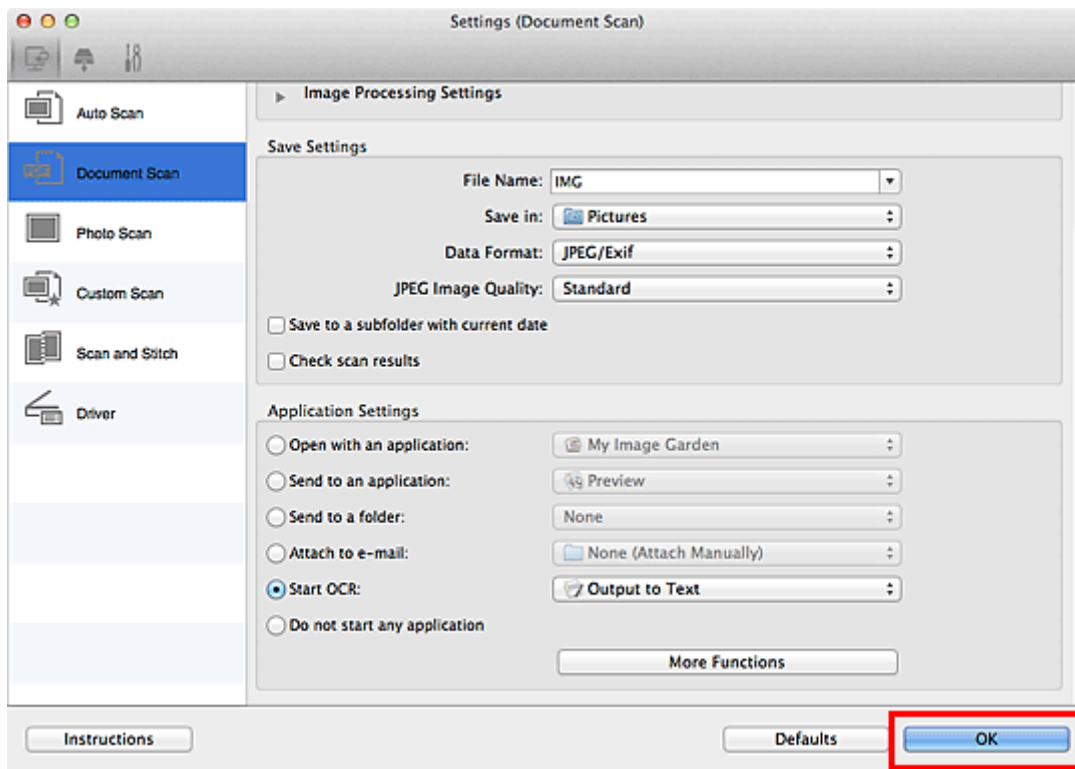 Settings (Document Scan)
Auto Scan
Document Scan
Photo Scan
Custom Scan
Scan and Stitch
Driver
Image Processing Settings
Save Settings
File Name: IMG
Save in: Pictures
Data Format: JPEG/Exif
JPEG Image Quality: Standard
Save to a subfolder with current date
Check scan results
Application Settings
Open with an application: My Image Garden
Send to an application: Preview
Send to a folder: None
Attach to e-mail: None (Attach Manually)
Start OCR: Output to Text
Do not start any application
More Functions
Instructions Defaults OK